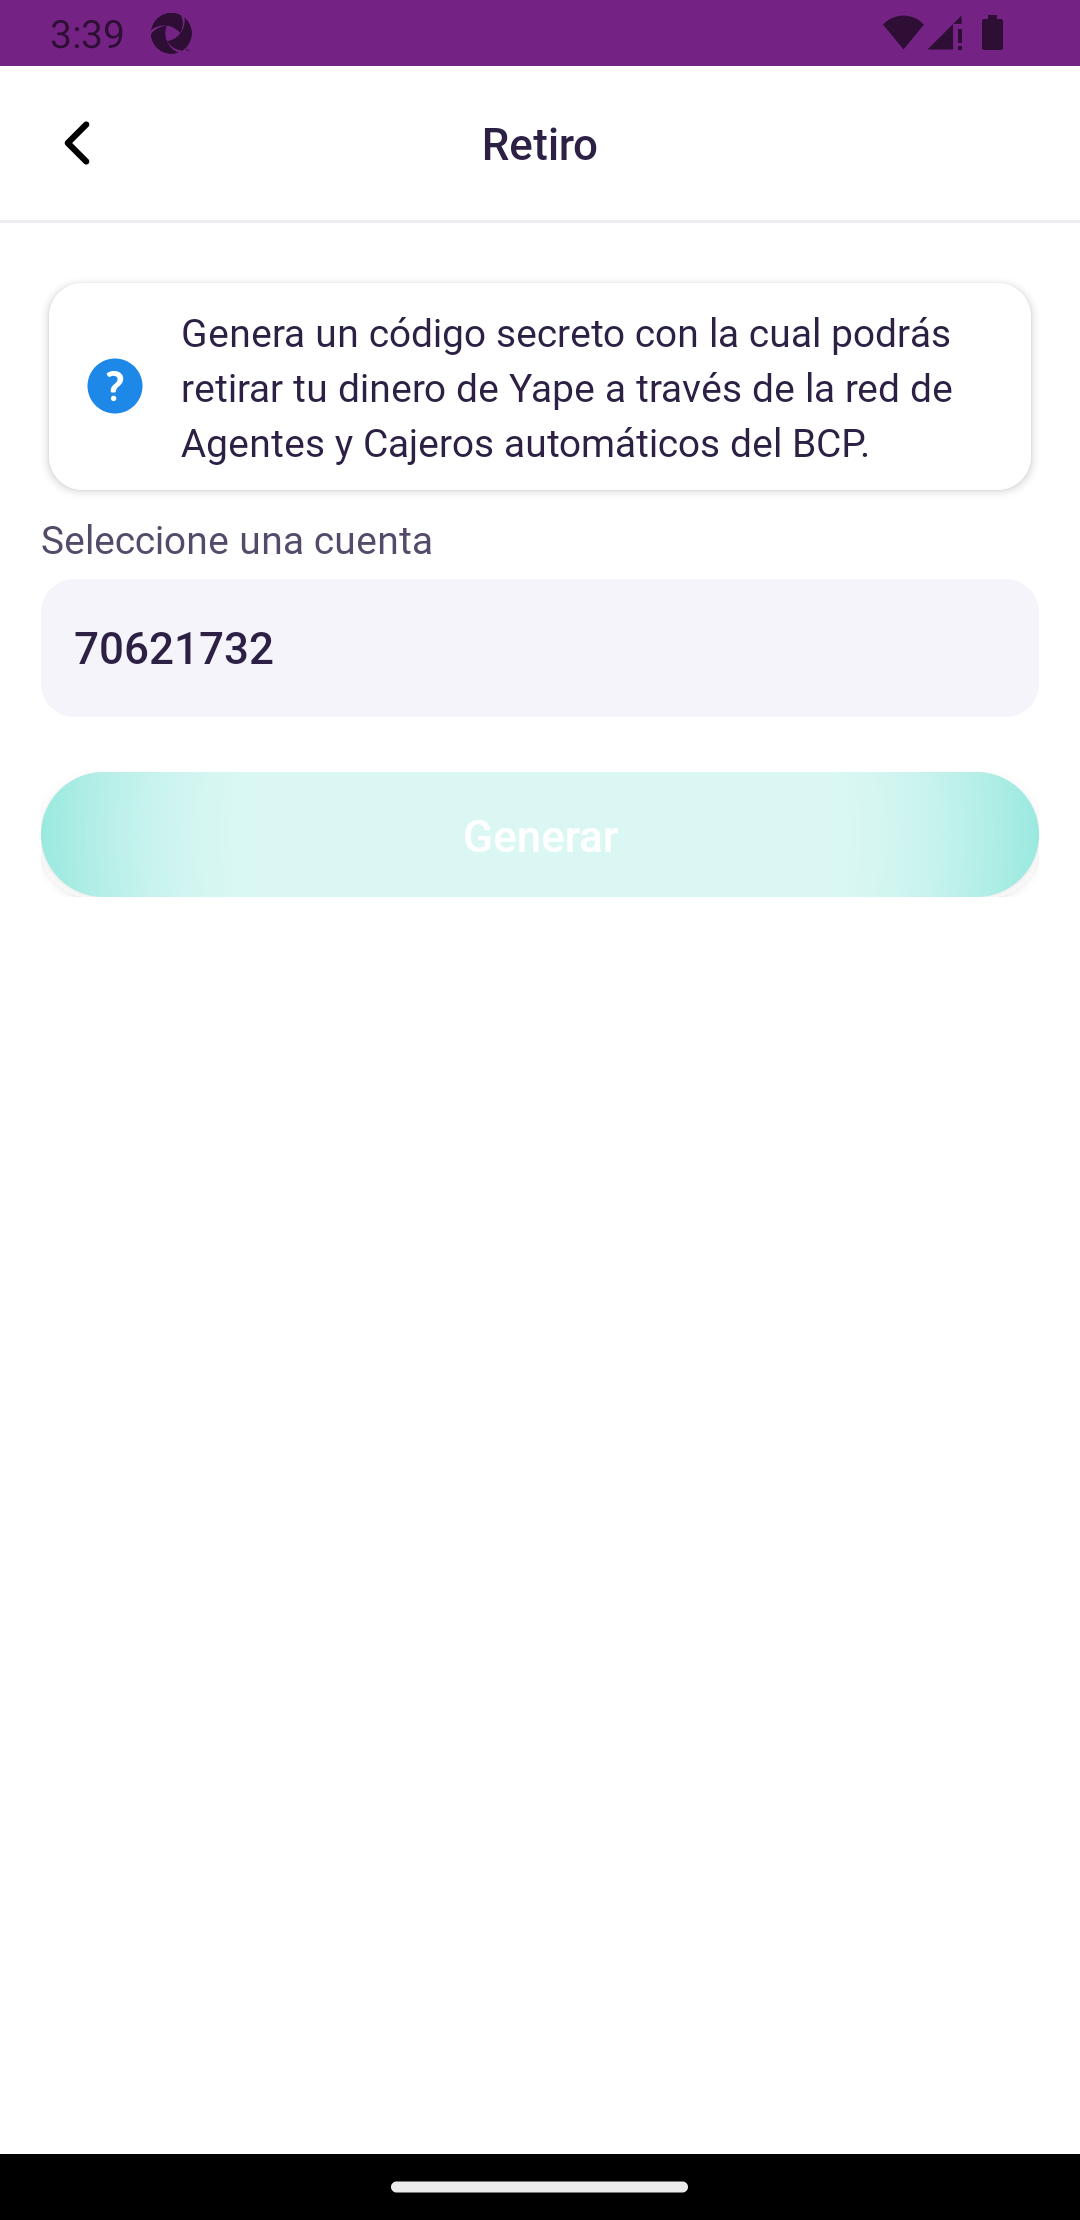 3:39
Retiro
Genera un código secreto con la cual podrás
retirar tu dinero de Yape a través de la red de
Agentes y Cajeros automáticos del BCP.
Seleccione una cuenta
70621732
Generar